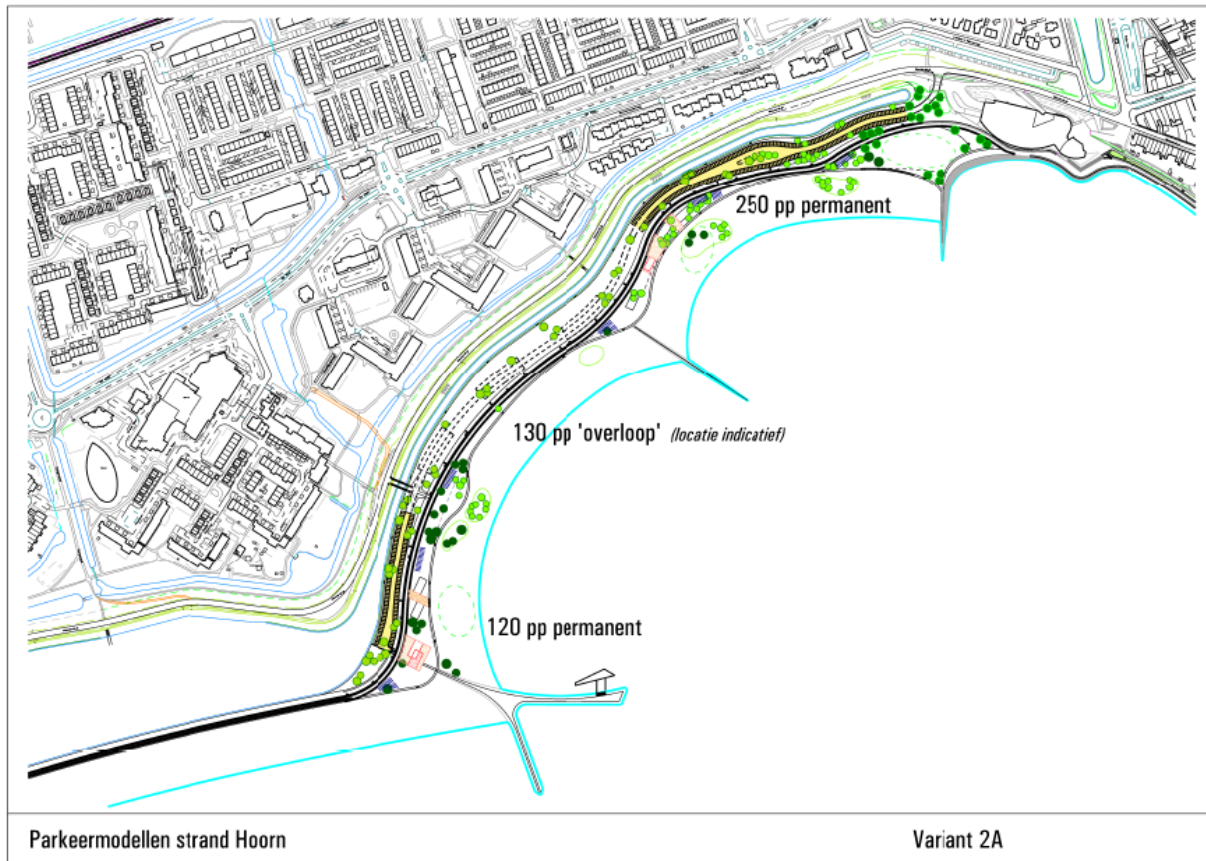 250 pp permanent
130 pp 'overloop' (locatie indicatief)
120 pp permanent
Parkeermodellen strand Hoorn
Variant 2A